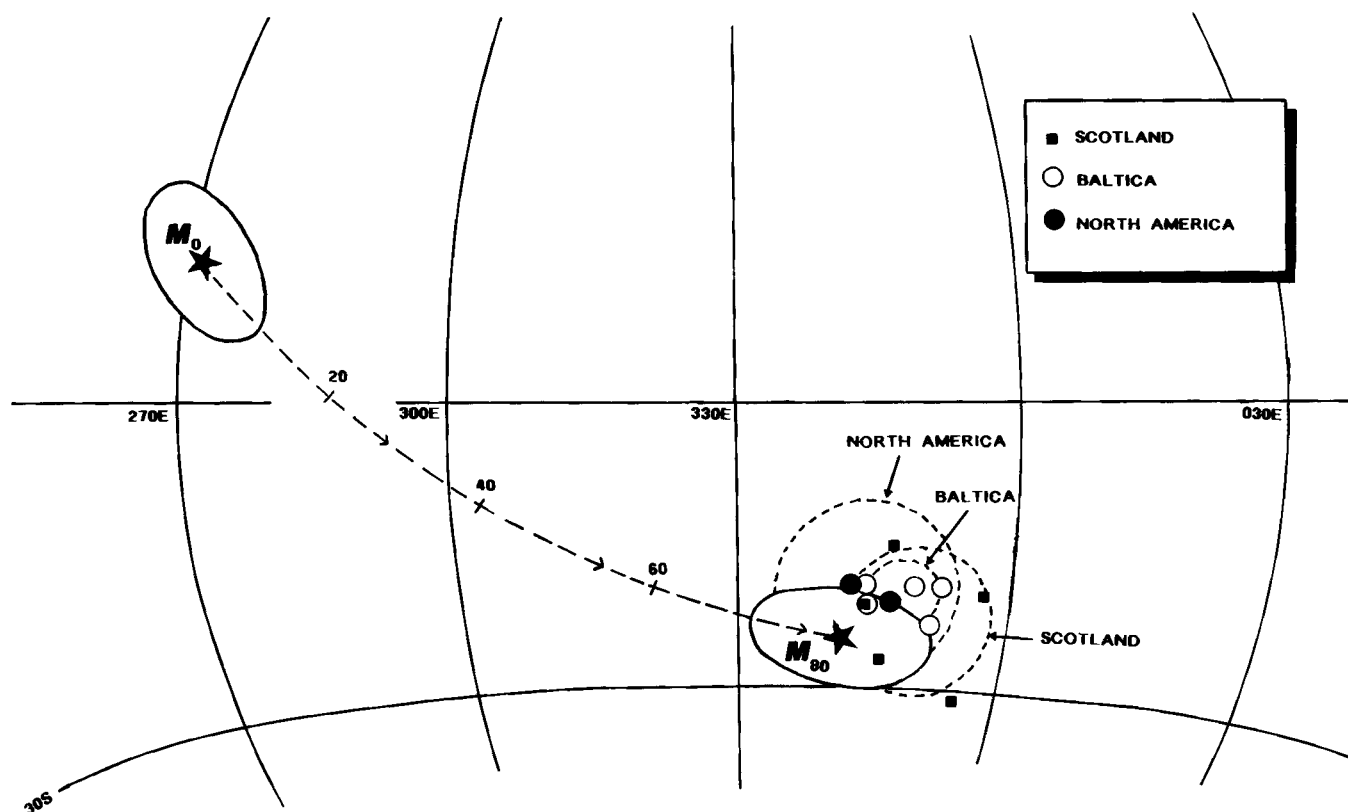 SCOTLAND
BALTICA
NORTH AMERICA
M0
20
270E
300E
330E
030E
NORTH AMERICA
40
BALTICA
60
SCOTLAND
M80
30S